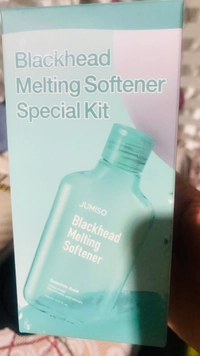 Blackhead
Melting Softener
Special Kit
JUMISO
Blackhead
Melting
Softener